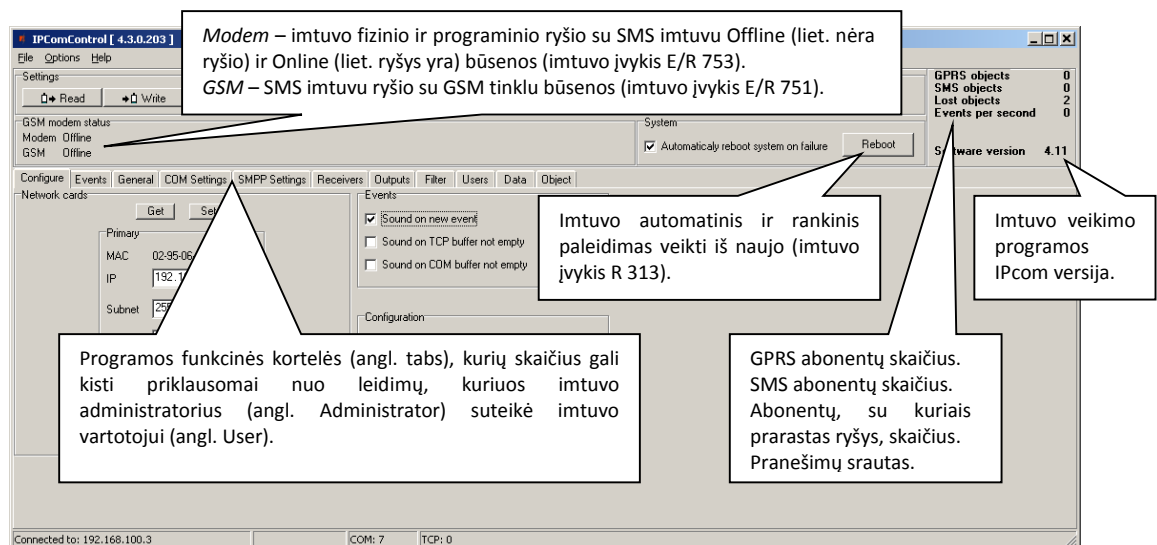 IPComControl [ 4.3.0.203 ]
File Options Help
Modem – imtuvo fizinio ir programinio ryšio su SMS imtuvu Offline (liet. nėra
ryšio) ir Online (liet. ryšys yra) būsenos (imtuvo įvykis E/R 753).
GSM – SMS imtuvu ryšio su GSM tinklu būsenos (imtuvo įvykis E/R 751).
Settings
Read
Write
GPRS objects 0
SMS objects 0
Lost objects 2
Events per second 0
GSM modem status
Modem Offline
GSM Offline
System
Automaticaly reboot system on failure
Reboot
version 4.11
Configure Events General COM Settings SMPP Settings Receivers Outputs Filter Users Data Object
Network cards
Get
Primary
MAC 02-95-06
IP 192.1
Subnet
Events
Sound on new event
Sound on TCP buffer not empty
Sound on COM buffer not empty
Configuration
Imtuvo automatinis ir rankinis
paleidimas veikti iš naujo (imtuvo
įvykis R 313).
Imtuvo veikimo
programos
IPcom versija.
Programos funkcinės kortelės (angl. tabs), kurių skaičius gali
kisti priklausomai nuo leidimų, kuriuos imtuvo
administratorius (angl. Administrator) suteikė imtuvo
vartotojui (angl. User).
GPRS abonentų skaičius.
SMS abonentų skaičius.
Abonentų, su kuriais
prarastas ryšys, skaičius.
Pranešimų srautas.
Connected to: 192.168.100.3
COM: 7
TCP: 0